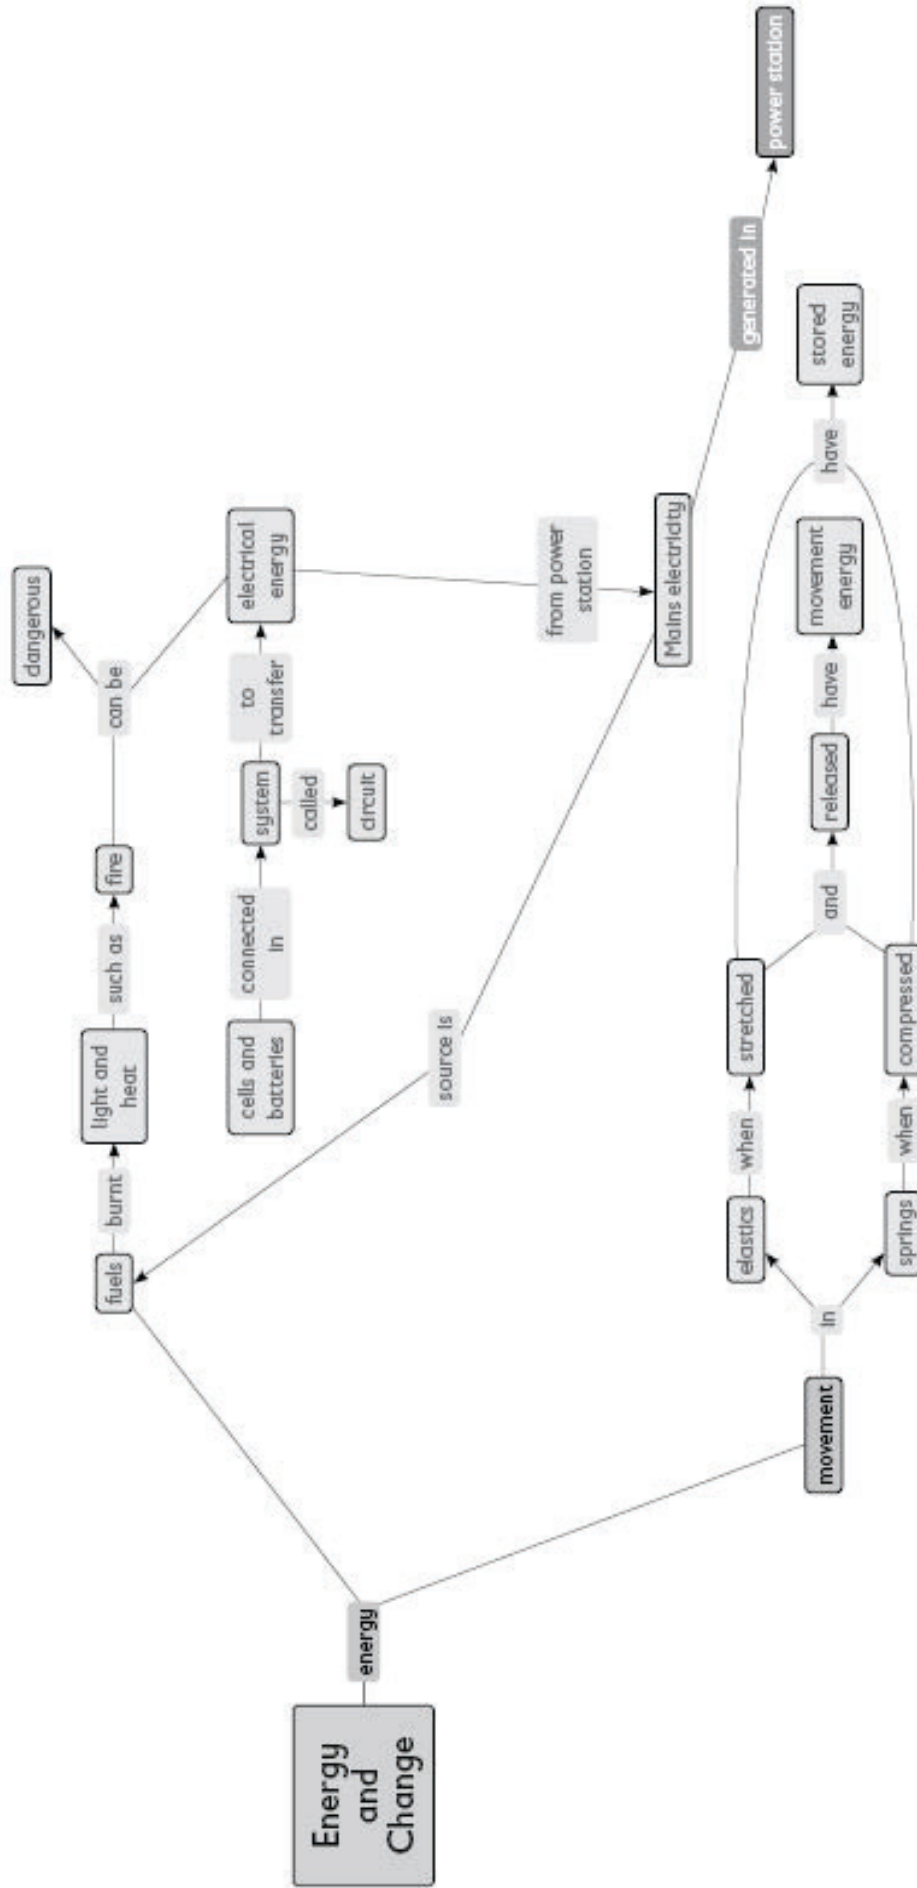 Energy
and
Change
energy
fuels
burnt
light and
heat
such as
fire
can be
dangerous
cells and
batteries
connected
in
system
called
circuit
to
transfer
electrical
energy
from power
station
Mains electricity
source is
generated in
power station
movement
in
elastics
when
stretched
springs
when
compressed
and
released
have
movement
energy
have
stored
energy